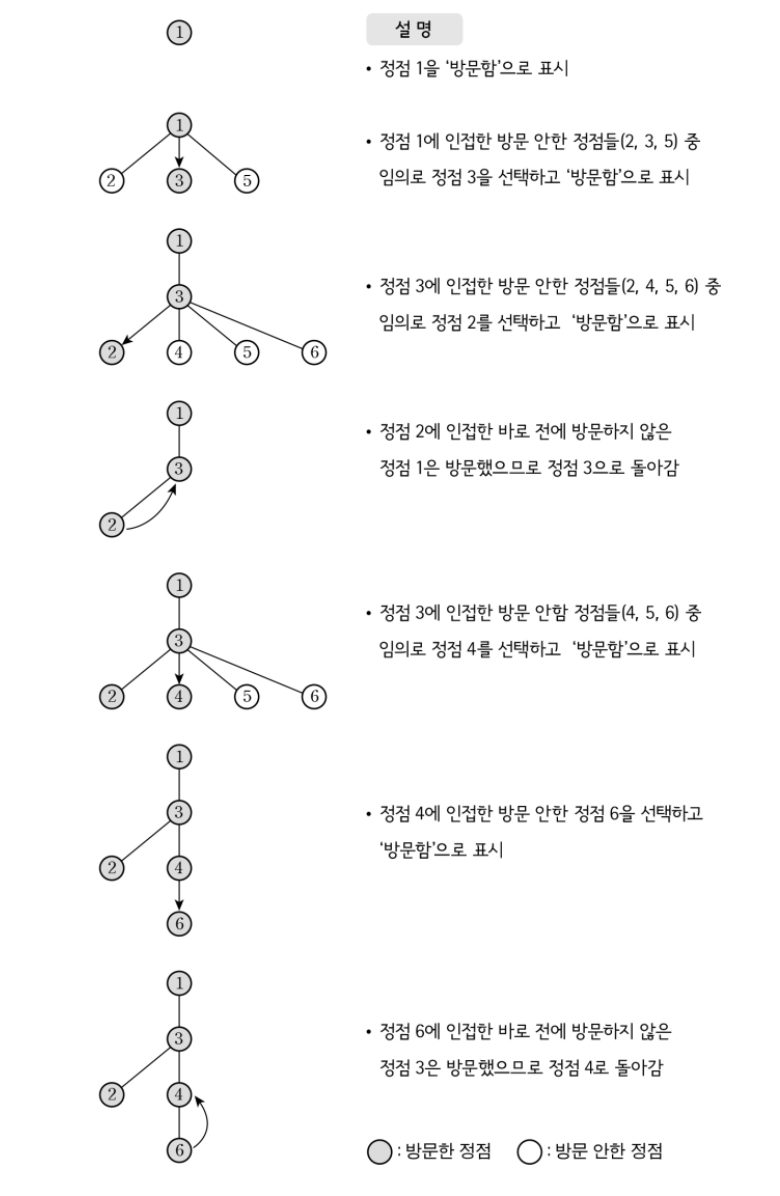 1
설 명
• 정점 1을 ‘방문함’으로 표시
1
2 3 5
• 정점 1에 인접한 방문 안한 정점들(2, 3, 5) 중
임의로 정점 3을 선택하고 ‘방문함’으로 표시
1
3
2 4 5 6
• 정점 3에 인접한 방문 안한 정점들(2, 4, 5, 6) 중
임의로 정점 2를 선택하고 ‘방문함’으로 표시
1
3
2
• 정점 2에 인접한 바로 전에 방문하지 않은
정점 1은 방문했으므로 정점 3으로 돌아감
1
3
2 4 5 6
• 정점 3에 인접한 방문 안함 정점들(4, 5, 6) 중
임의로 정점 4를 선택하고 ‘방문함’으로 표시
1
3
2 4
6
• 정점 4에 인접한 방문 안한 정점 6을 선택하고
‘방문함’으로 표시
1
3
2 4
6
• 정점 6에 인접한 바로 전에 방문하지 않은
정점 3은 방문했으므로 정점 4로 돌아감
: 방문한 정점 : 방문 안한 정점